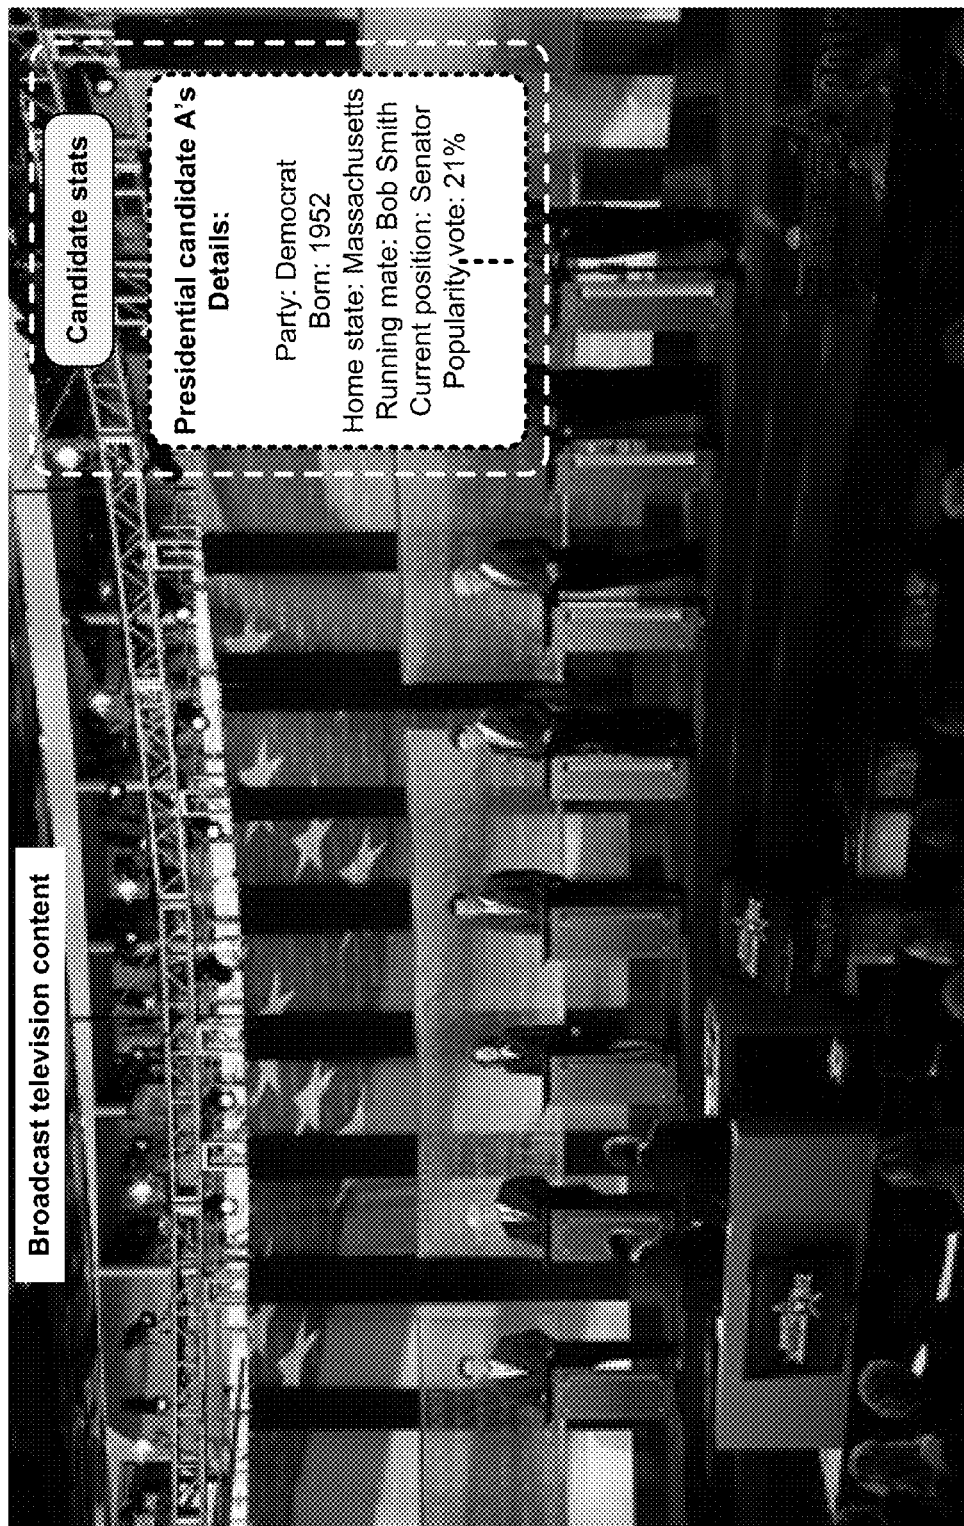 Broadcast television content
Candidate stats
Presidential candidate A's
Details:
Party: Democrat
Born: 1952
Home state: Massachusetts
Running mate: Bob Smith
Current position: Senator
Popularity vote: 21%